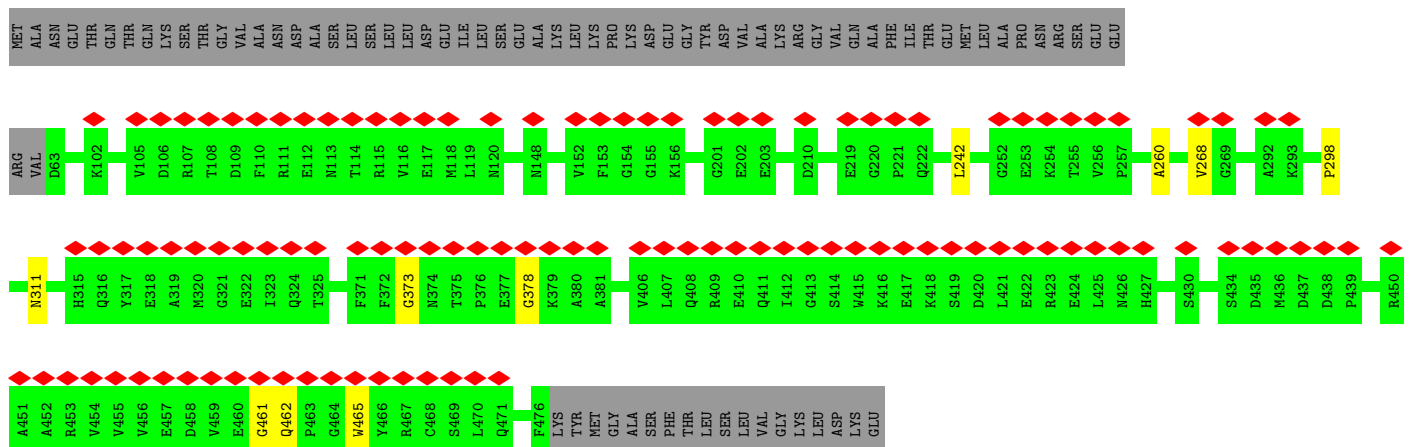 MET ALA ASN GLU THR GLN THR GLN LYS SER THR GLY VAL ALA ASN ASP ALA SER LEU SER LEU LEU ASP GLU ILE LEU SER GLU ALA LYS LEU LYS PRO LYS ASP GLU GLY TYR ASP VAL ALA LYS ARG GLY VAL GLN ALA PHE ILE THR GLU MET LEU ALA PRO ASN ARG SER GLU GLU
ARG VAL D63 K102 V105 D106 R107 T108 D109 F110 R111 E112 N113 T114 R115 V116 E117 M118 L119 N120 N148 V152 F153 G154 G155 K156 G201 E202 E203 D210 E219 G220 P221 Q222 L242 G252 E253 K254 T255 V256 P257 A260 V268 G269 A292 K293 P298
N311 H315 Q316 Y317 E318 A319 M320 G321 E322 I323 Q324 T325 F371 F372 G373 N374 T375 P376 E377 G378 K379 A380 A381 V406 L407 Q408 R409 E410 Q411 I412 G413 S414 W415 K416 E417 K418 S419 D420 L421 E422 R423 E424 L425 N426 H427 S430 S434 D435 M436 D437 D438 P439 R450
A451 A452 R453 V454 V455 V456 E457 D458 V459 E460 G461 Q462 P463 G464 W465 Y466 R467 C468 S469 L470 Q471 F476 LYS TYR MET GLY ALA SER PHE THR LEU SER LEU VAL GLY LYS LEU ASP LYS GLU